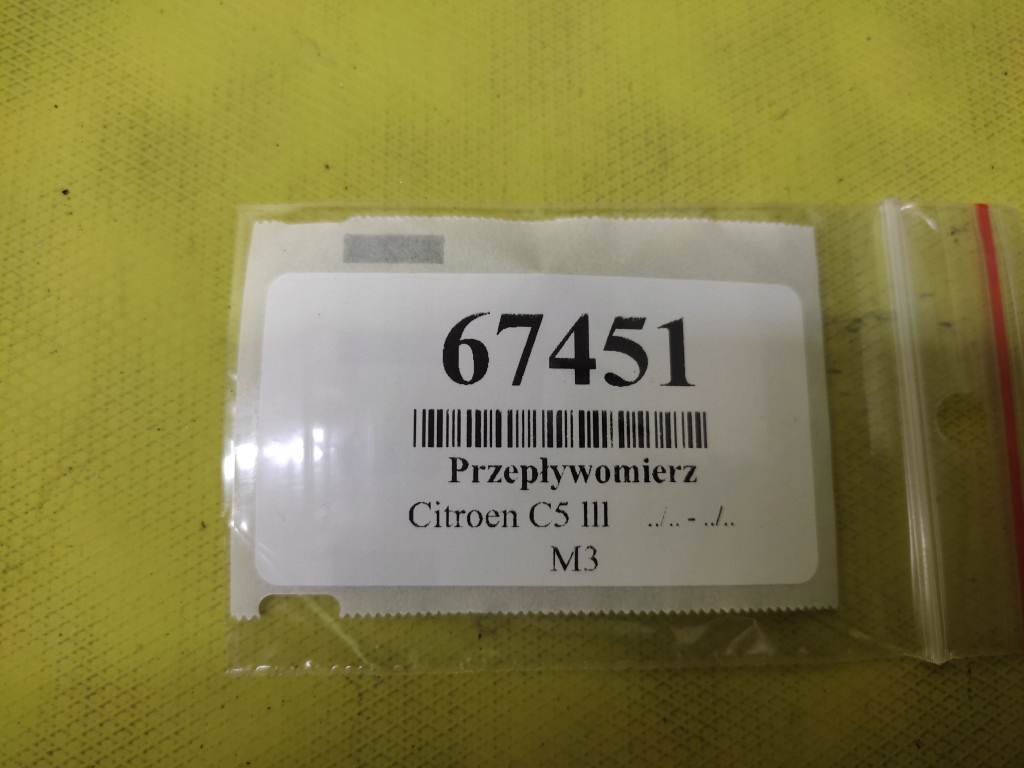 67451
Przepływomierz
Citroen C5 lll ../.. - ../..
M3